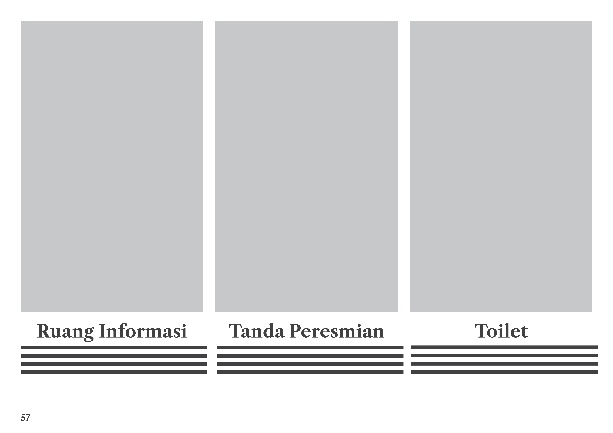 Ruang Informasi
Tanda Peresmian
Toilet
57